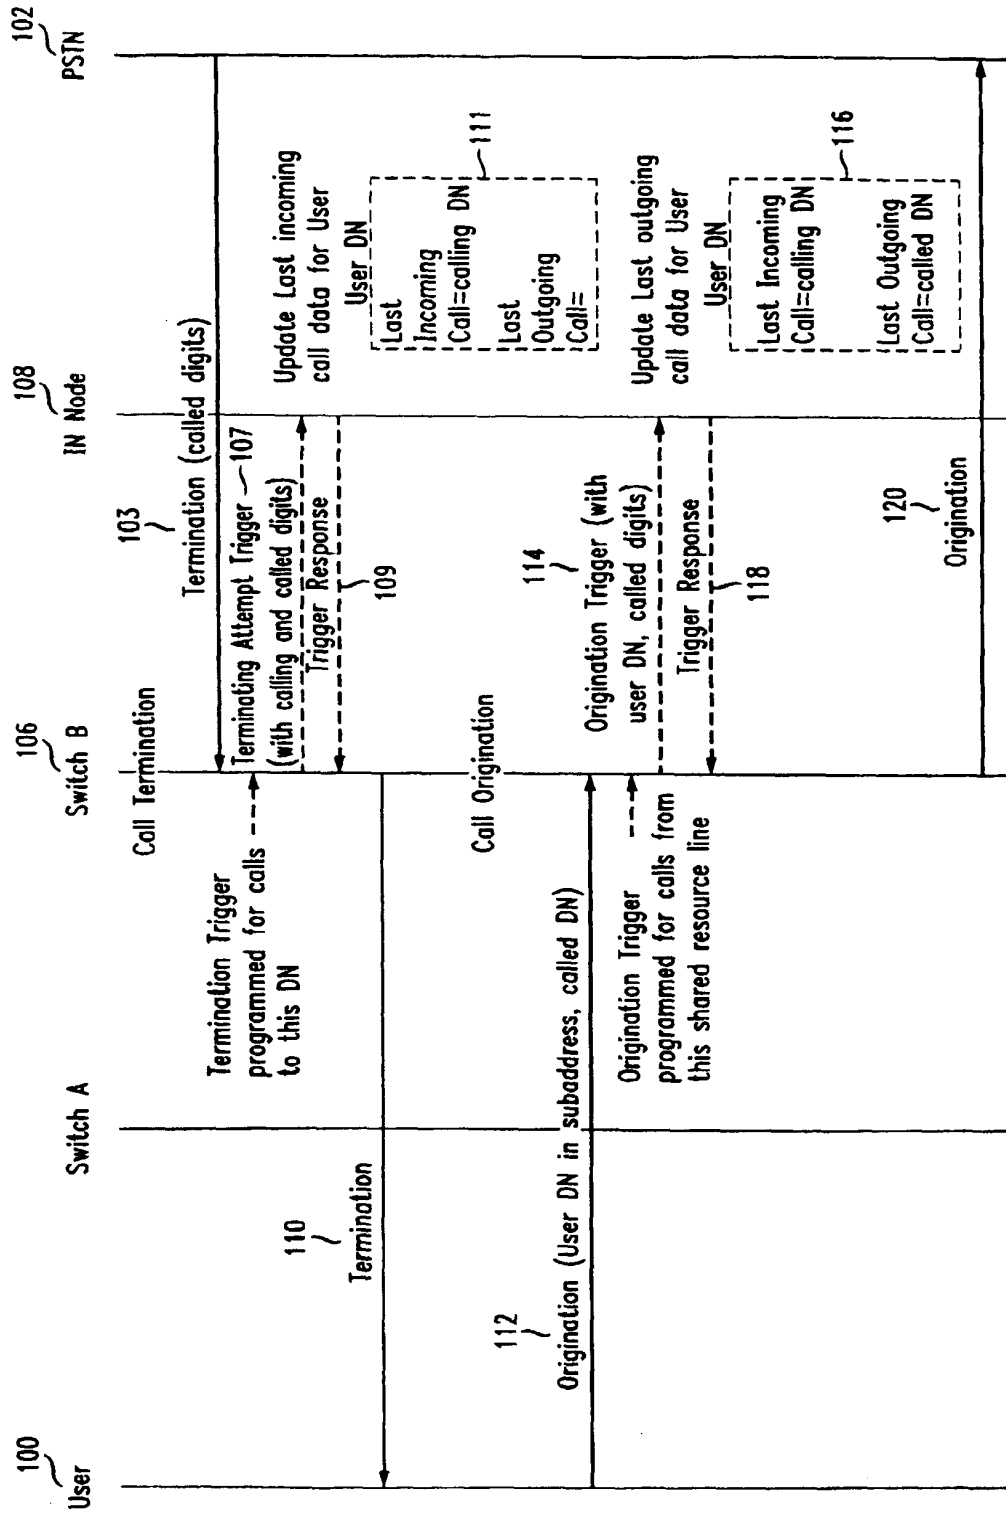 100
User
Switch A
106
Switch B
108
IN Node
102
PSTN
Call Termination
103
Termination (called digits)
Termination Trigger
programmed for calls
to this DN
Terminating Attempt Trigger 107
(with calling and called digits)
Trigger Response
109
Update Last incoming
call data for User
User DN
Last
Incoming
Call=calling DN
Last
Outgoing
Call=
111
110
Termination
Call Origination
112
Origination (User DN in subaddress, called DN)
Origination Trigger
programmed for calls from
this shared resource line
114
Origination Trigger (with
user DN, called digits)
Trigger Response
118
Update Last outgoing
call data for User
User DN
Last Incoming
Call=calling DN
Last Outgoing
Call=called DN
116
120
Origination